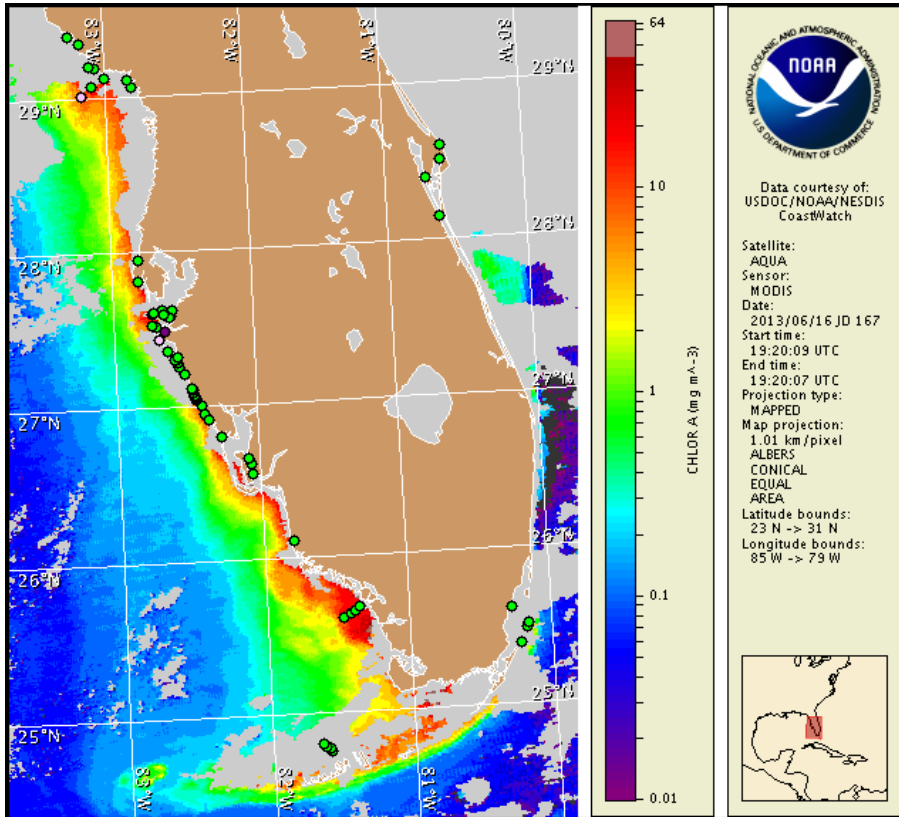 83°W
82°W
81°W
80°W
29°N
29°N
28°N
28°N
27°N
27°N
26°N
26°N
25°N
25°N
83°W
82°W
81°W
64
10
1
0.1
0.01
CHLOR A (mg m^-3)
NATIONAL OCEANIC AND ATMOSPHERIC ADMINISTRATION
NOAA
U.S. DEPARTMENT OF COMMERCE
Data courtesy of:
USDOC/NOAA/NESDIS
CoastWatch
Satellite:
AQUA
Sensor:
MODIS
Date:
2013/06/16 JD 167
Start time:
19:20:09 UTC
End time:
19:20:07 UTC
Projection type:
MAPPED
Map projection:
1.01 km/pixel
ALBERS
CONICAL
EQUAL
AREA
Latitude bounds:
23 N -> 31 N
Longitude bounds:
85 W -> 79 W